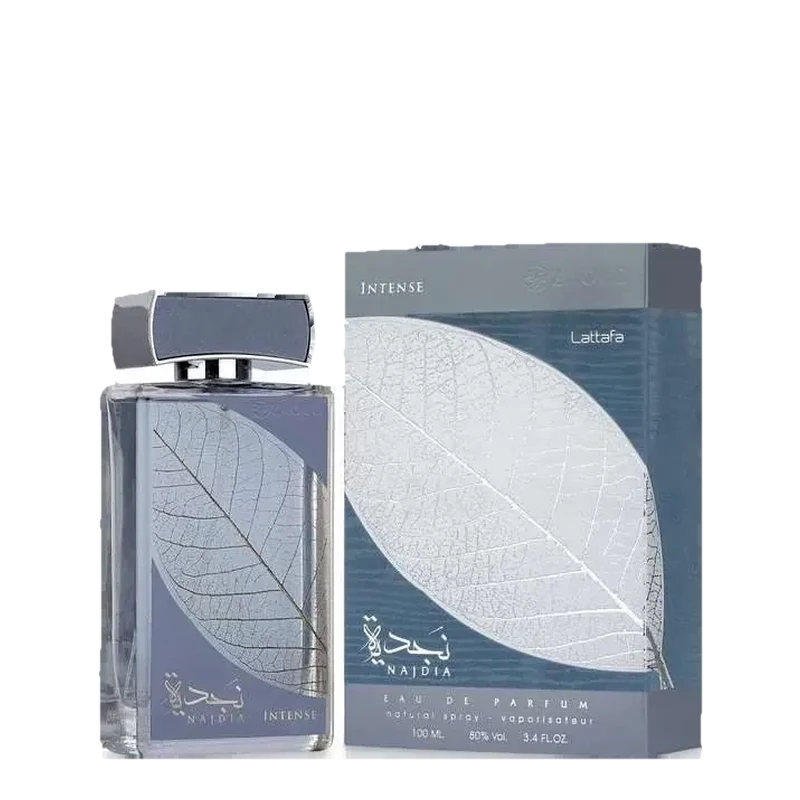 INTENSE
Lattafa
نجدية
NAJDIA
INTENSE
نجدية
NAJDIA
EAU DE PARFUM
natural spray - vaporisateur
100 ML. 80% Vol. 3.4 FL.OZ.